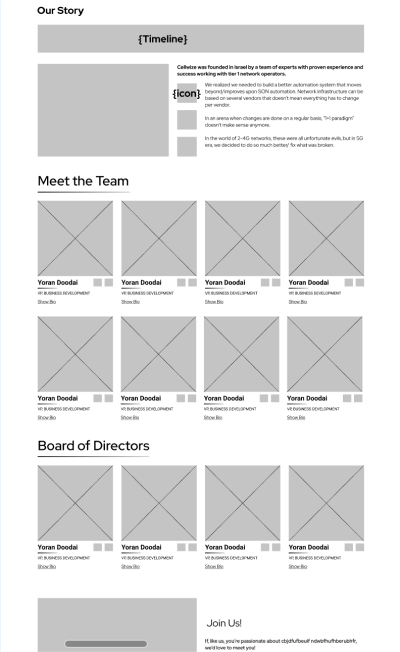 Our Story
{Timeline}
Cellwize was founded in Israel by a team of experts with proven experience and
success working with tier 1 network operators.
{icon}
We realized we needed to build a better automation system that moves
beyond/improves upon SON automation. Network infrastructure can be
based on several vendors that doesn't mean everything has to change
per vendor.
In an arena when changes are done on a regular basis, "1×1 paradigm"
doesn't make sense anymore.
In the world of 2-4G networks, these were all unfortunate evils, but in 5G
era, we decided to do so much better/ fix what was broken.
Meet the Team
Yoran Doodai Yoran Doodai Yoran Doodai Yoran Doodai
VP, BUSINESS DEVELOPMENT VP, BUSINESS DEVELOPMENT VP, BUSINESS DEVELOPMENT VP, BUSINESS DEVELOPMENT
Show Bio Show Bio Show Bio Show Bio
Yoran Doodai Yoran Doodai Yoran Doodai Yoran Doodai
VP, BUSINESS DEVELOPMENT VP, BUSINESS DEVELOPMENT VP, BUSINESS DEVELOPMENT VP, BUSINESS DEVELOPMENT
Show Bio Show Bio Show Bio Show Bio
Board of Directors
Yoran Doodai Yoran Doodai Yoran Doodai Yoran Doodai
VP, BUSINESS DEVELOPMENT VP, BUSINESS DEVELOPMENT VP, BUSINESS DEVELOPMENT VP, BUSINESS DEVELOPMENT
Show Bio Show Bio Show Bio Show Bio
Join Us!
If, like us, you're passionate about
we'd love to meet you!